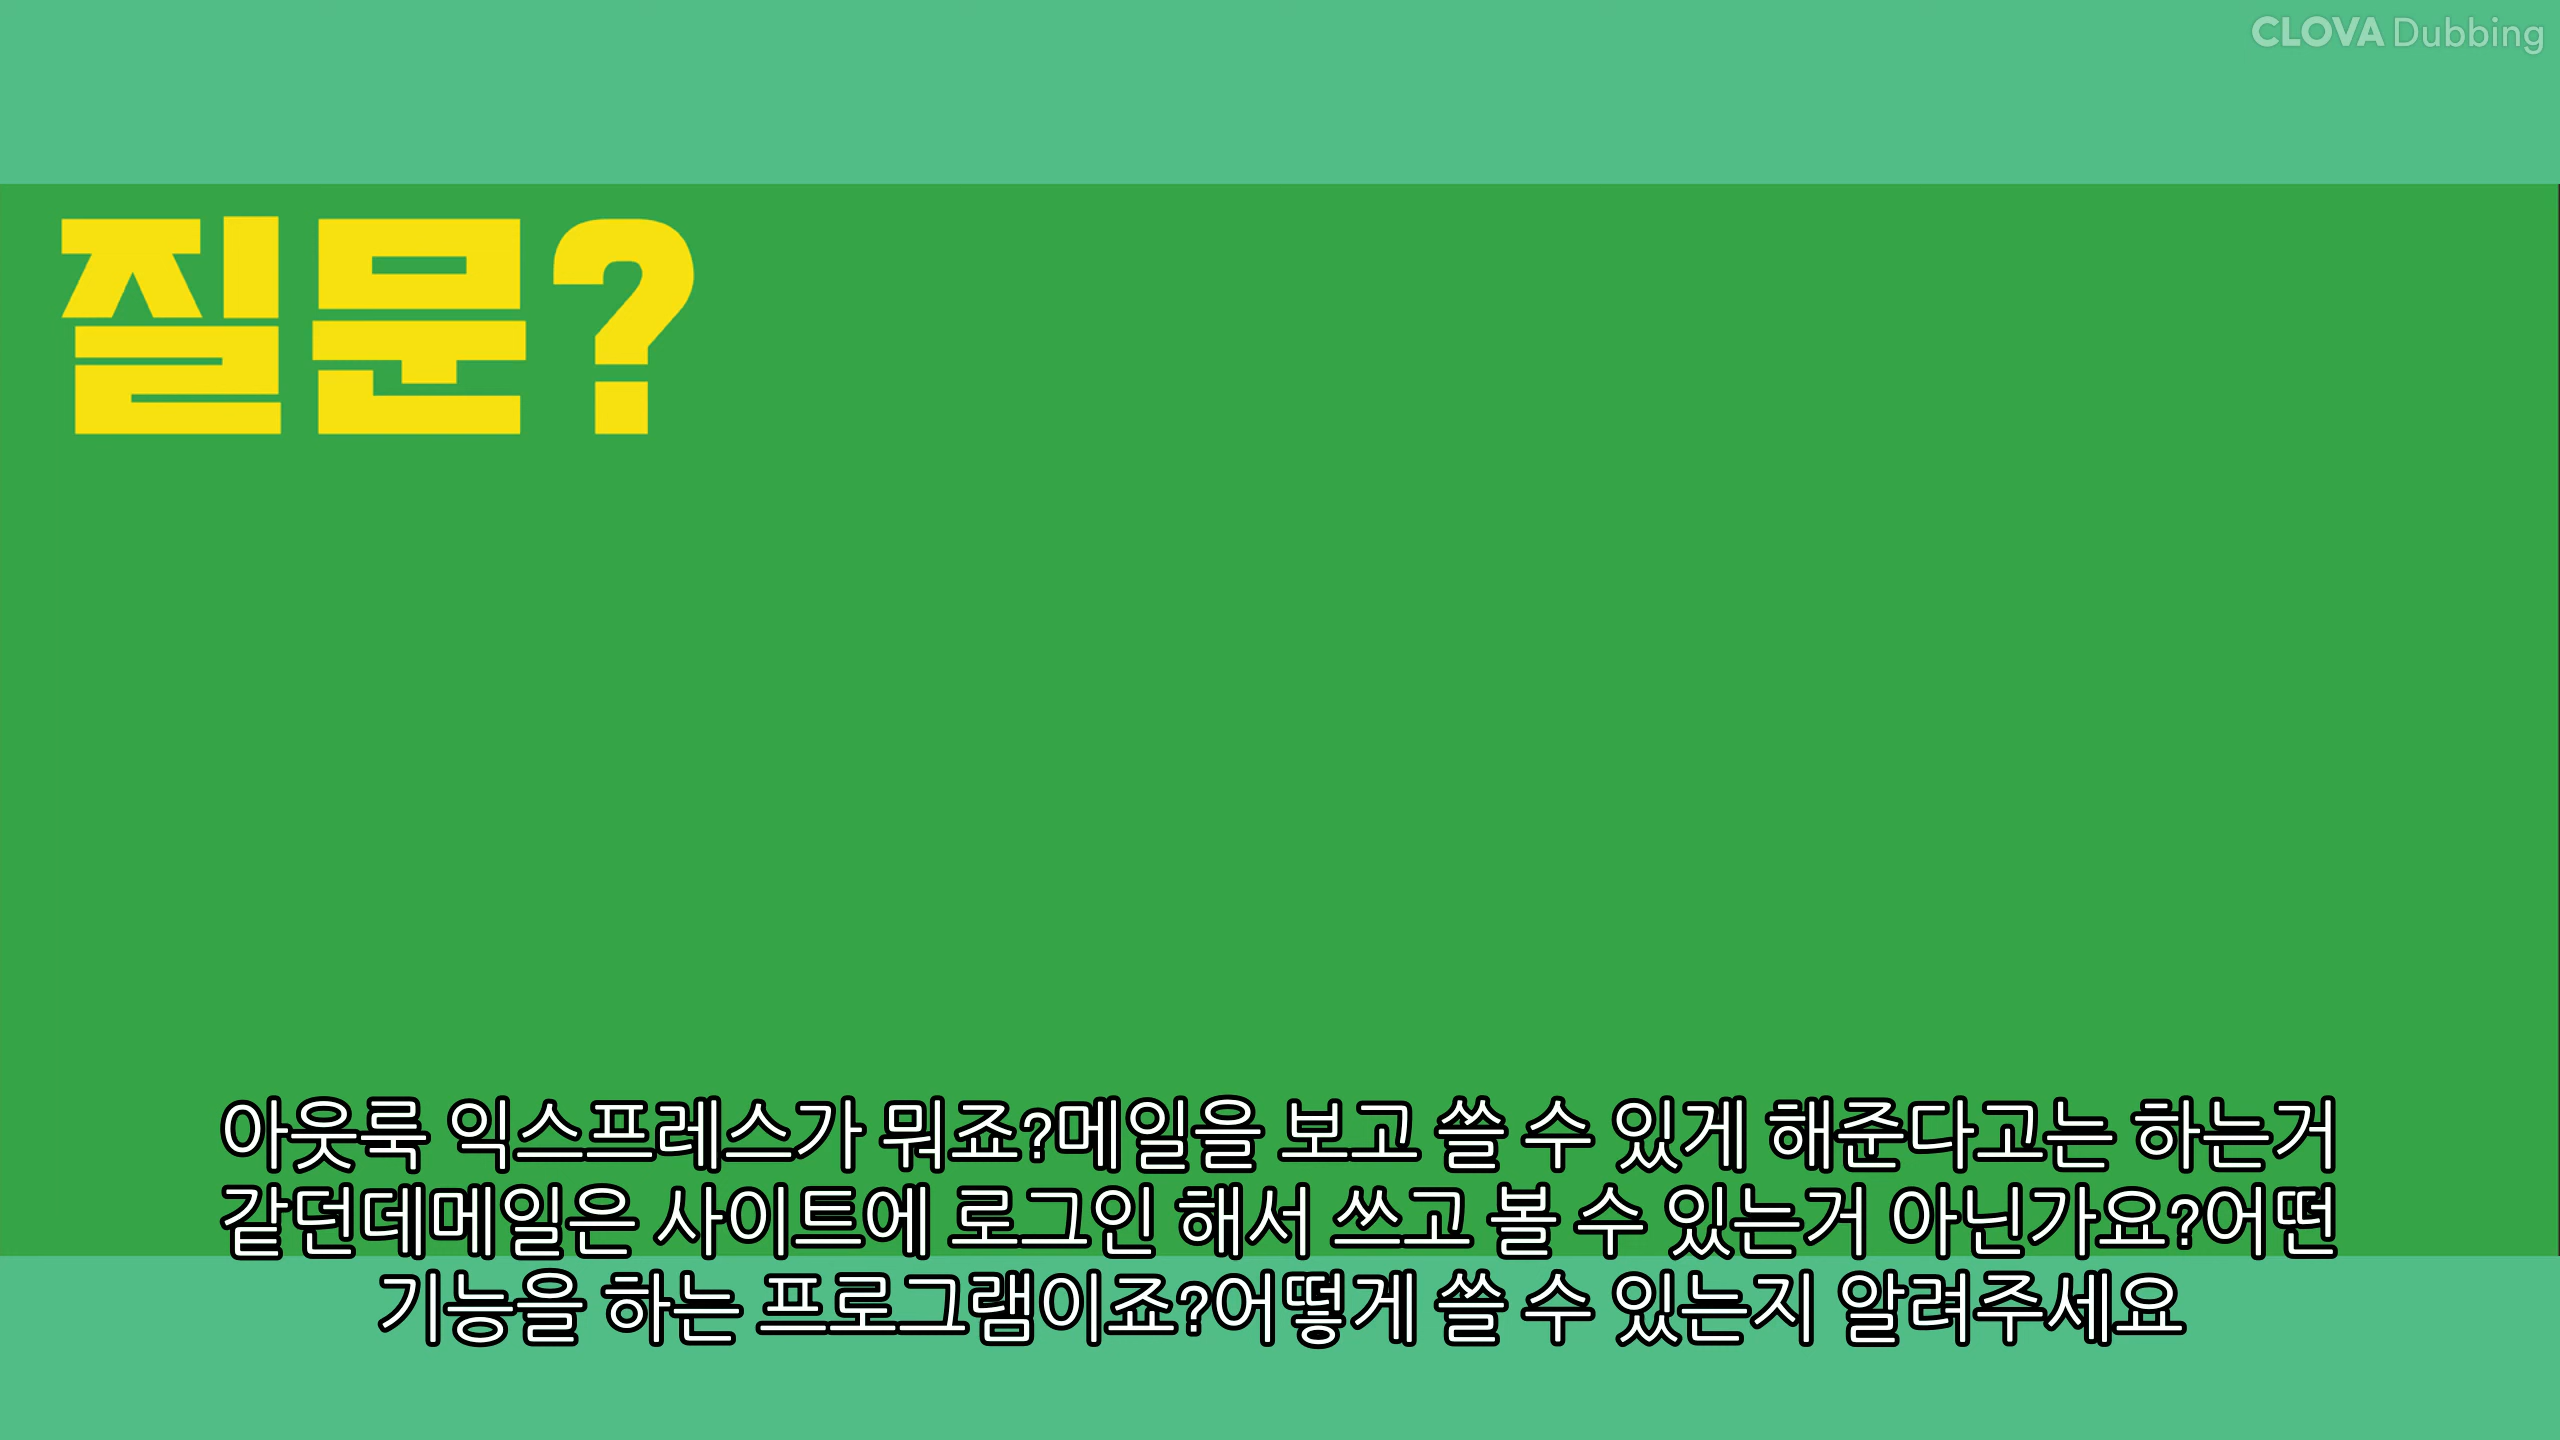 CLOVA Dubbing
질문?
아웃룩 익스프레스가 뭐죠?메일을 보고 쓸 수 있게 해준다고는 하는거
같던데메일은 사이트에 로그인 해서 쓰고 볼 수 있는거 아닌가요?어떤
기능을 하는 프로그램이죠?어떻게 쓸 수 있는지 알려주세요